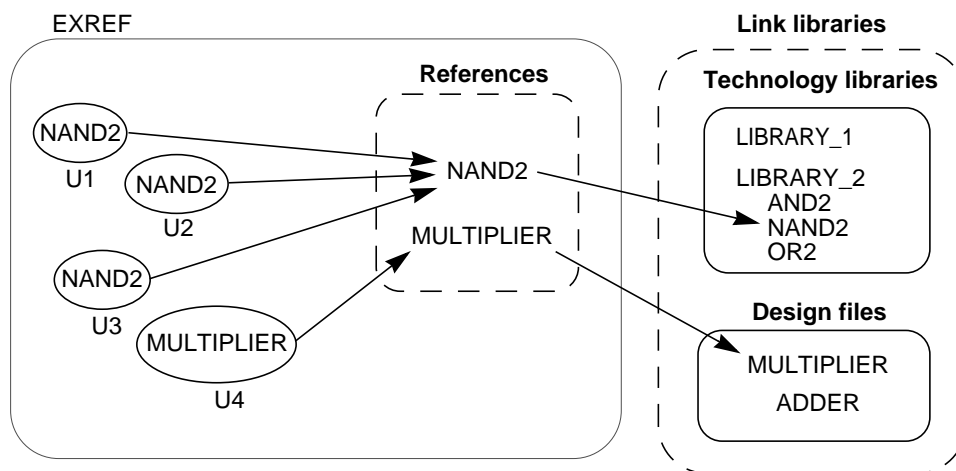 EXREF
Link libraries
References
Technology libraries
NAND2
U1
NAND2
U2
NAND2
U3
MULTIPLIER
U4
NAND2
MULTIPLIER
LIBRARY_1
LIBRARY_2
AND2
NAND2
OR2
Design files
MULTIPLIER
ADDER